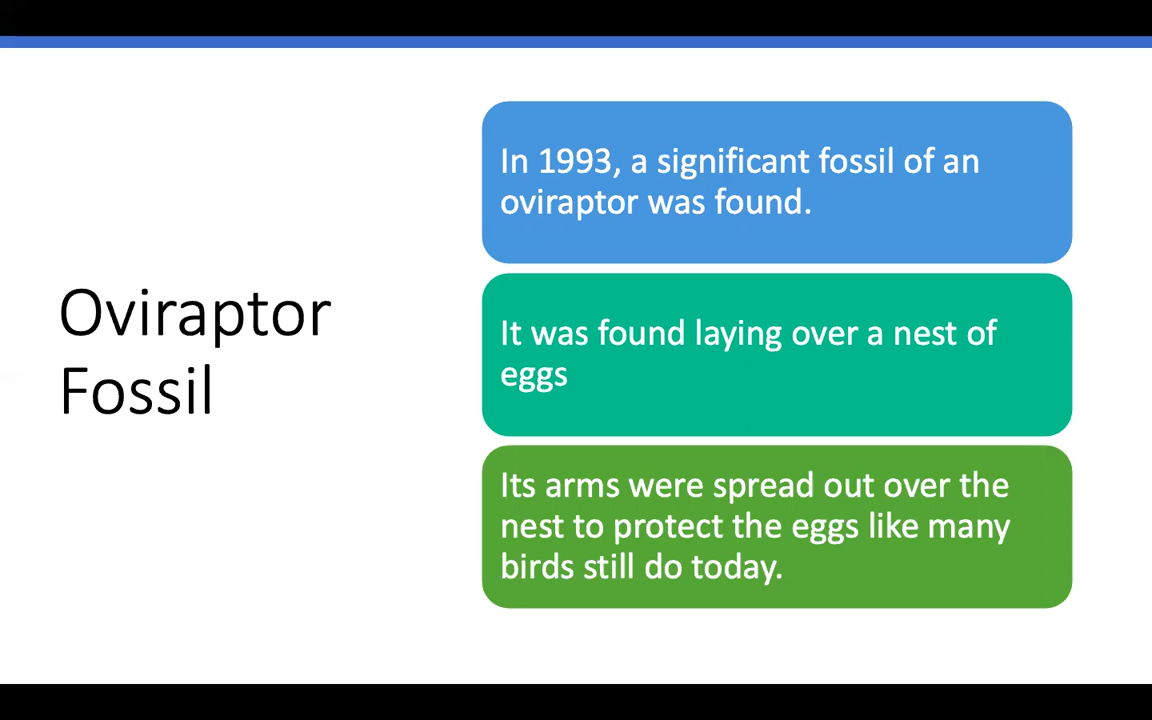 Oviraptor
Fossil
In 1993, a significant fossil of an
oviraptor was found.
It was found laying over a nest of
eggs
Its arms were spread out over the
nest to protect the eggs like many
birds still do today.